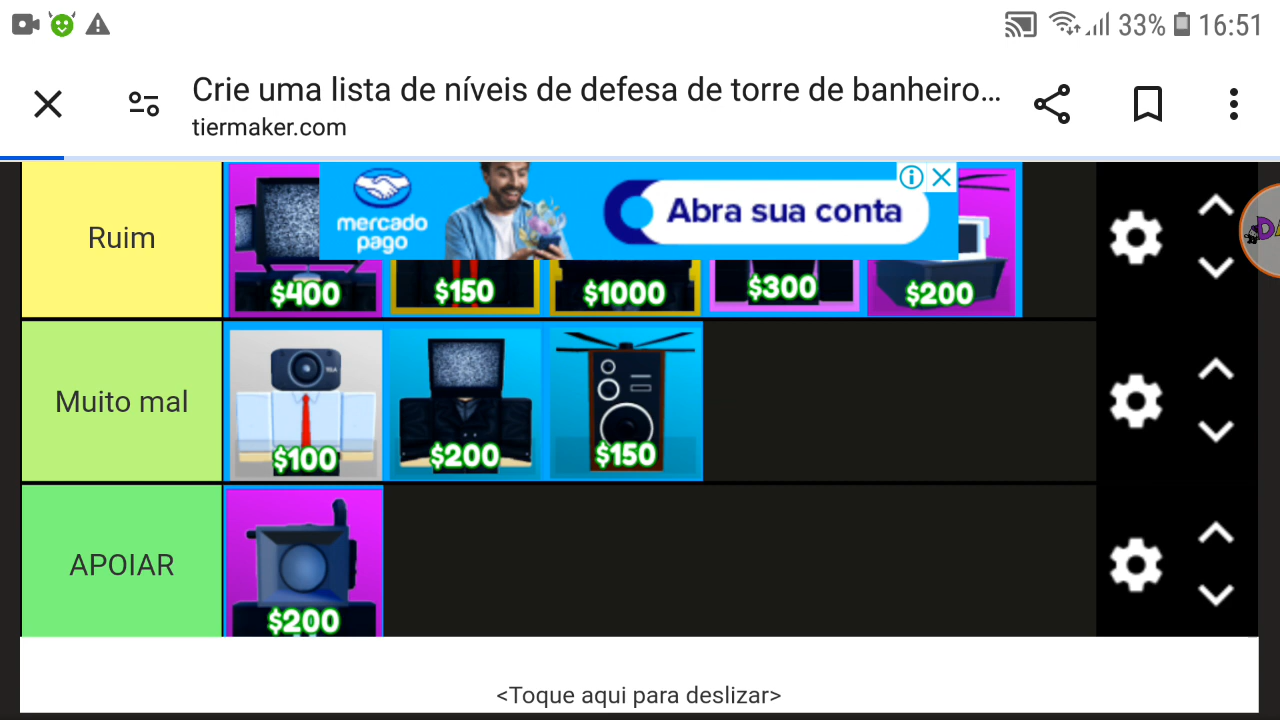 33% 16:51
Crie uma lista de níveis de defesa de torre de banheiro...
tiermaker.com
Ruim
mercado
pago
Abra sua conta
$400 $150 $1000 $300 $200
Muito mal
$100 $200 $150
APOIAR
$200
<Toque aqui para deslizar>